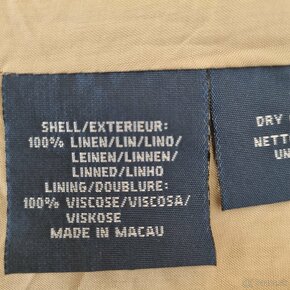 SHELL/EXTERIEUR:
100% LINEN/LIN/LINO/
LEINEN/LINNEN/
LINNED/LINHO
LINING/DOUBLURE:
100% VISCOSE/VISCOSA/
VISKOSE
MADE IN MACAU
DRY
NETTO
UN